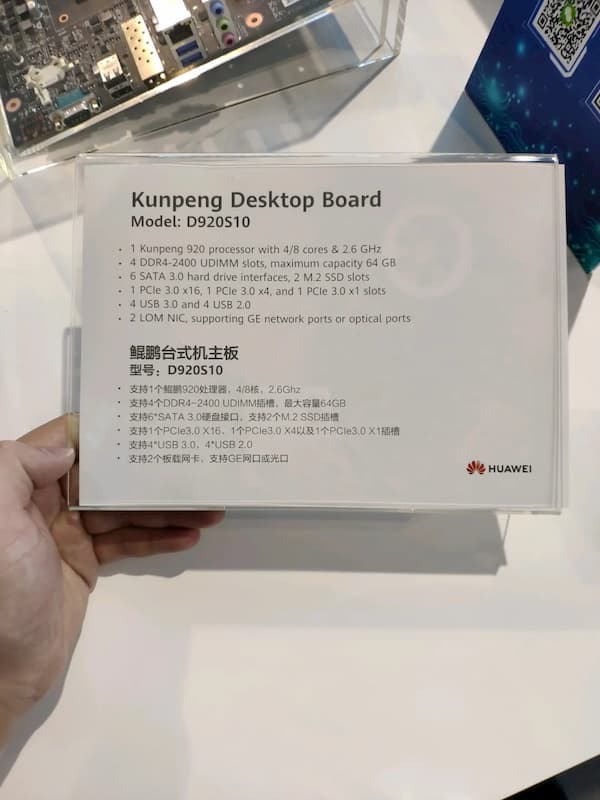 Kunpeng Desktop Board
Model: D920S10
· 1 Kunpeng 920 processor with 4/8 cores & 2.6 GHz
· 4 DDR4-2400 UDIMM slots, maximum capacity 64 GB
· 6 SATA 3.0 hard drive interfaces, 2 M.2 SSD slots
· 1 PCIe 3.0 x16, 1 PCIe 3.0 x4, and 1 PCIe 3.0 x1 slots
· 4 USB 3.0 and 4 USB 2.0
· 2 LOM NIC, supporting GE network ports or optical ports
鲲鹏台式机主板
型号：D920S10
· 支持1个鲲鹏920处理器，4/8核，2.6Ghz
· 支持4个DDR4-2400 UDIMM插槽，最大容量64GB
· 支持6*SATA 3.0硬盘接口，支持2个M.2 SSD插槽
· 支持1个PCIe3.0 X16，1个PCIe3.0 X4以及1个PCIe3.0 X1插槽
· 支持4*USB 3.0，4*USB 2.0
· 支持2个板载网卡，支持GE网口或光口
HUAWEI